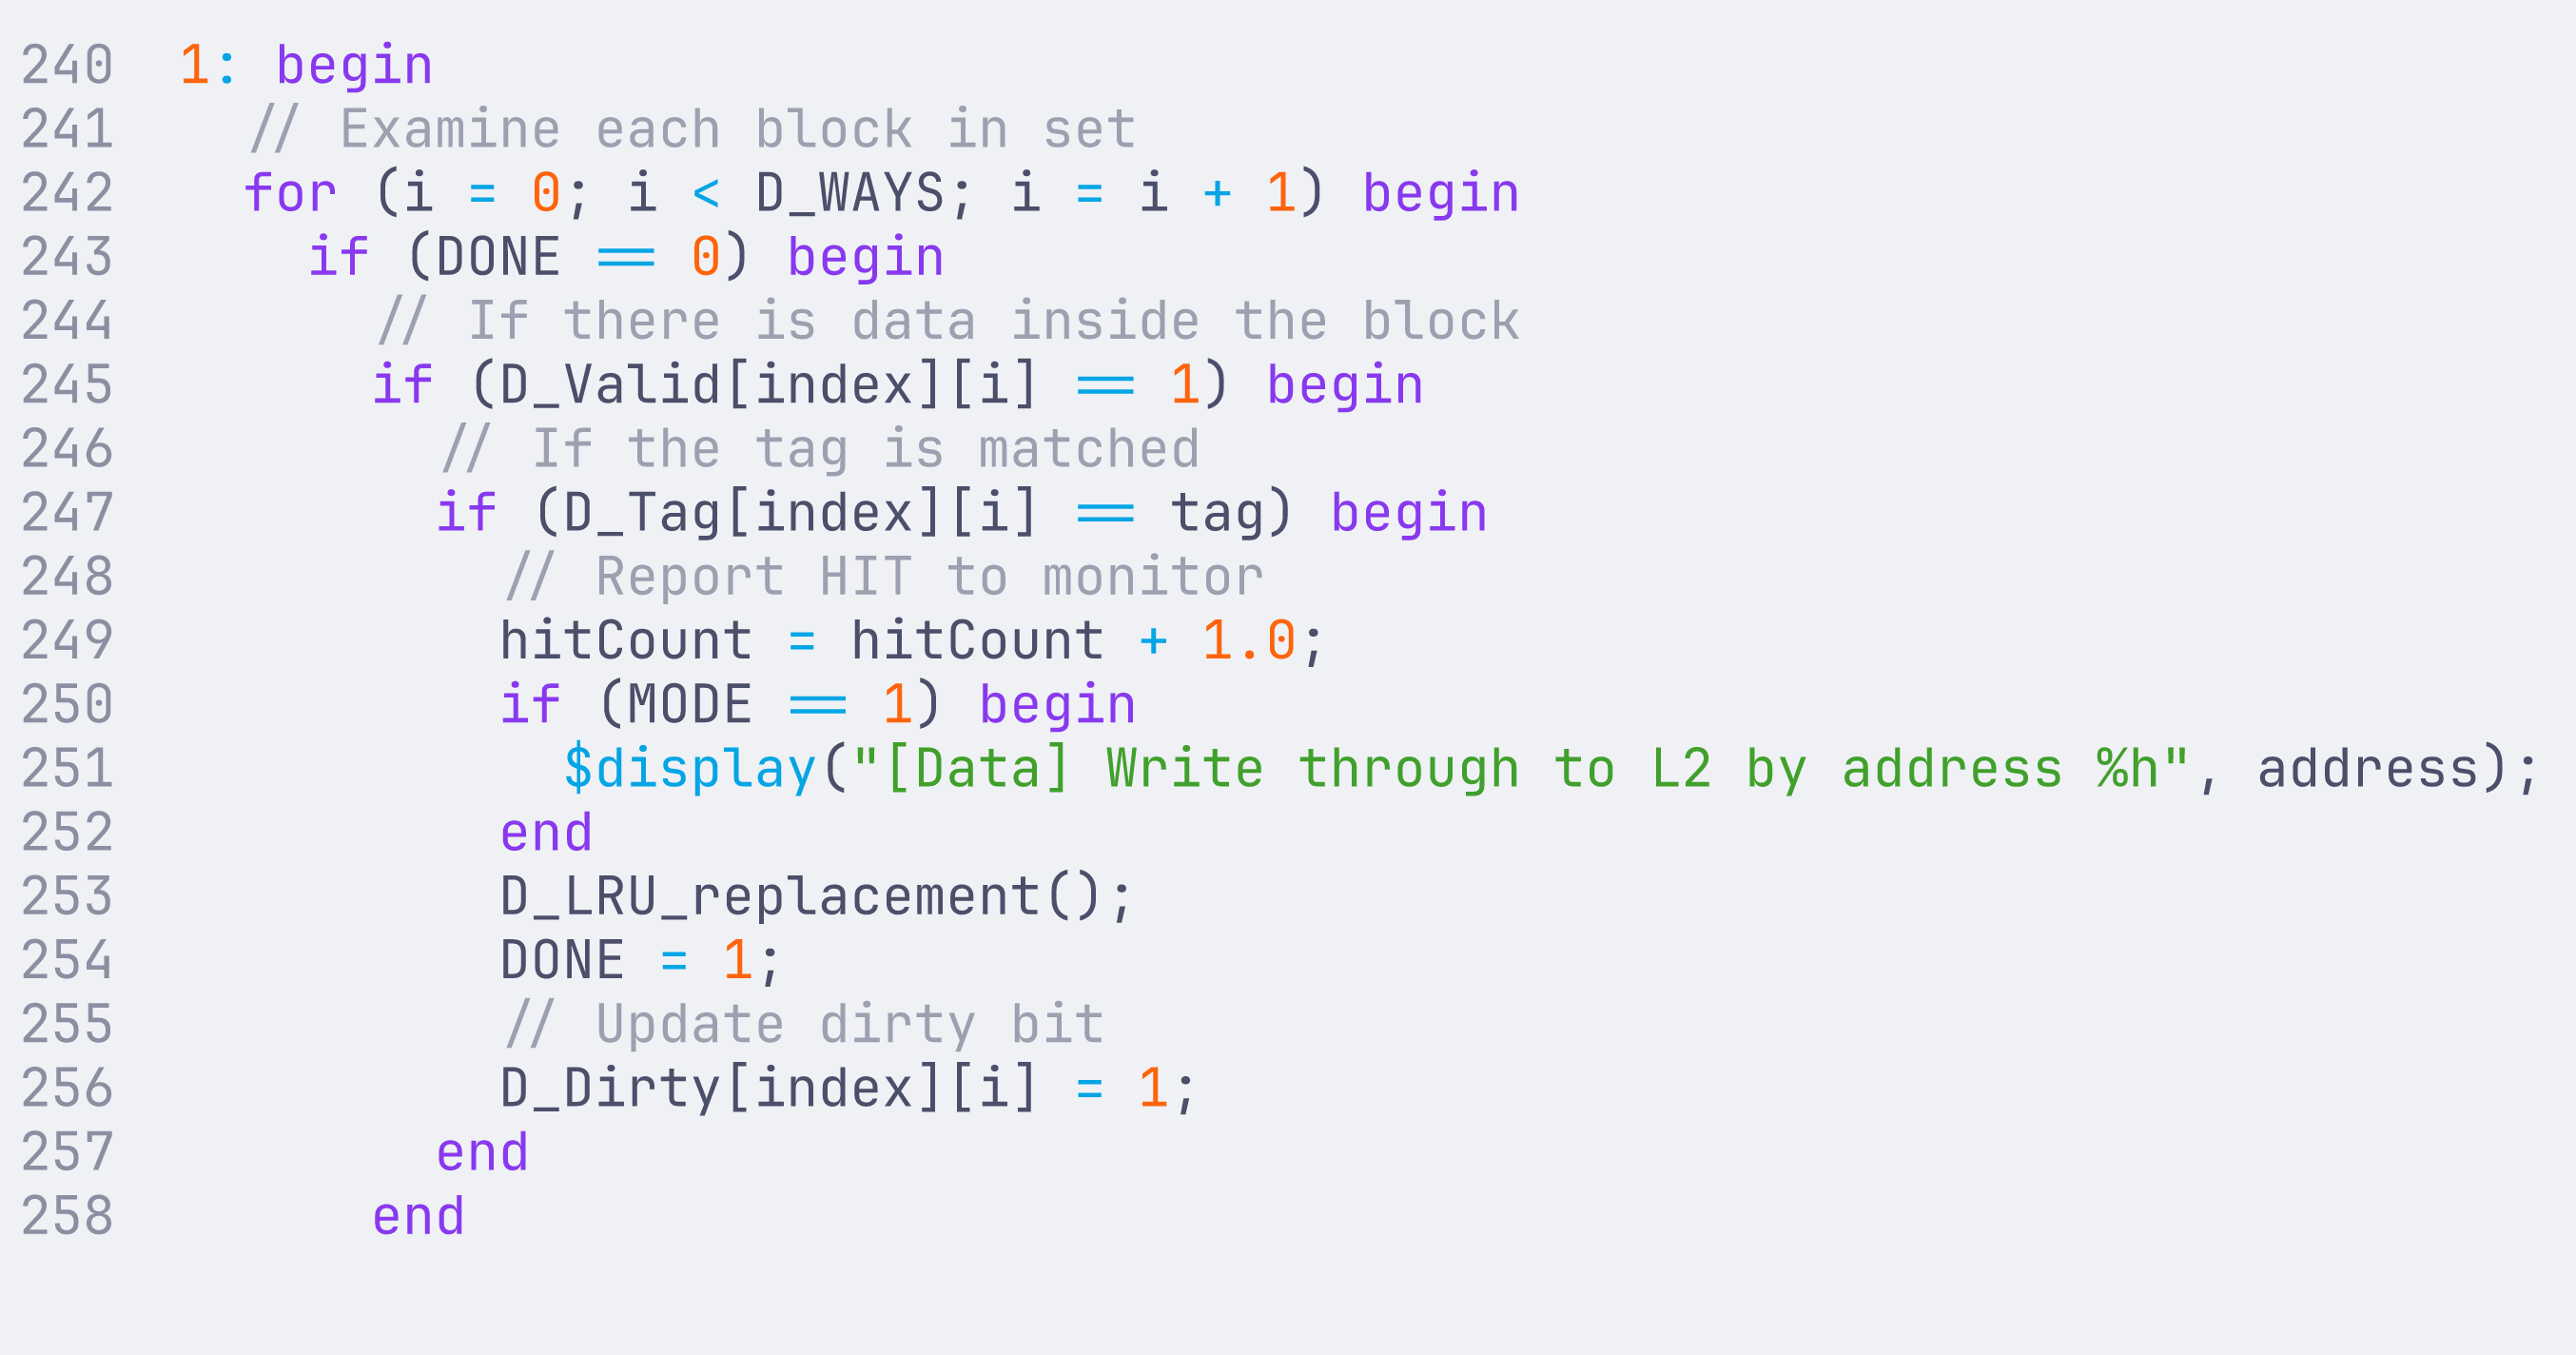 240 1: begin
241 // Examine each block in set
242 for (i = 0; i < D_WAYS; i = i + 1) begin
243 if (DONE == 0) begin
244 // If there is data inside the block
245 if (D_Valid[index][i] == 1) begin
246 // If the tag is matched
247 if (D_Tag[index][i] == tag) begin
248 // Report HIT to monitor
249 hitCount = hitCount + 1.0;
250 if (MODE == 1) begin
251 $display("[Data] Write through to L2 by address %h", address);
252 end
253 D_LRU_replacement();
254 DONE = 1;
255 // Update dirty bit
256 D_Dirty[index][i] = 1;
257 end
258 end